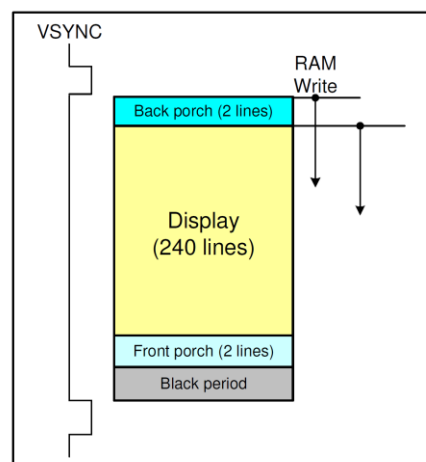 VSYNC
RAM
Write
Back porch (2 lines)
Display
(240 lines)
Front porch (2 lines)
Black period